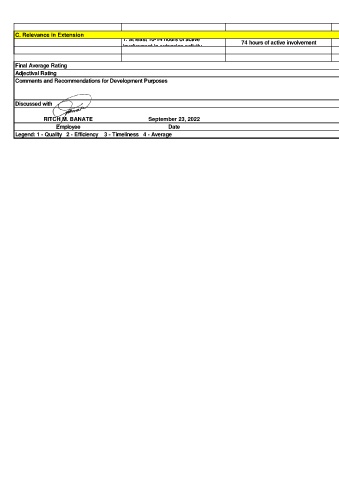 C. Relevance in Extension
1. at least 10-14 hours of active
involvement in extension activity
74 hours of active involvement
Final Average Rating
Adjectival Rating
Comments and Recommendations for Development Purposes
Discussed with
RITCH M. BANATE September 23, 2022
Employee Date
Legend: 1 - Quality 2 - Efficiency 3 - Timeliness 4 - Average